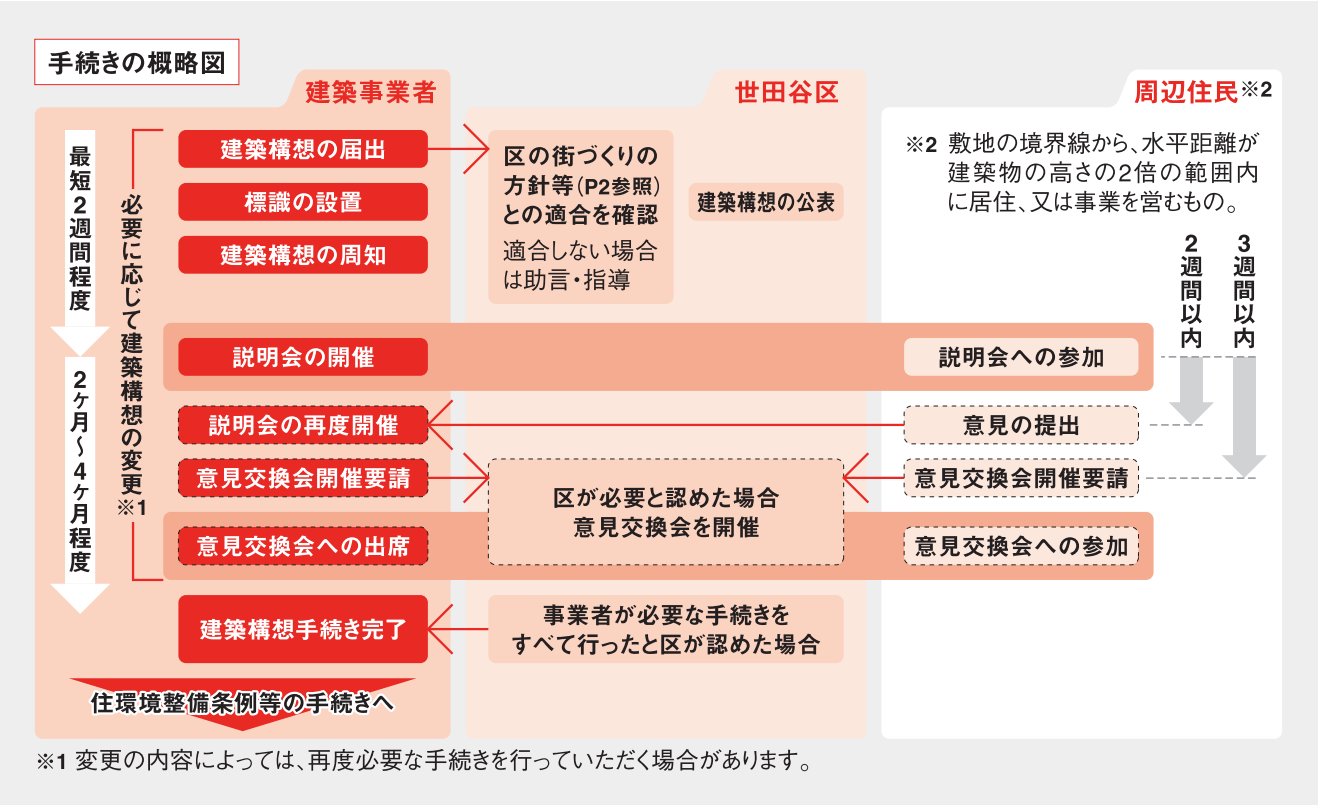 手続きの概略図
建築事業者
世田谷区
周辺住民※2
最短2週間程度
2ヶ月～4ヶ月程度
必要に応じて建築構想の変更※1
建築構想の届出
標識の設置
建築構想の周知
区の街づくりの
方針等（P2参照）
との適合を確認
適合しない場合
は助言・指導
建築構想の公表
※2 敷地の境界線から、水平距離が
建築物の高さの2倍の範囲内
に居住、又は事業を営むもの。
2週間以内
3週間以内
説明会の開催
説明会への参加
説明会の再度開催
意見の提出
意見交換会開催要請
区が必要と認めた場合
意見交換会を開催
意見交換会開催要請
意見交換会への出席
意見交換会への参加
建築構想手続き完了
事業者が必要な手続きを
すべて行ったと区が認めた場合
住環境整備条例等の手続きへ
※1 変更の内容によっては、再度必要な手続きを行っていただく場合があります。